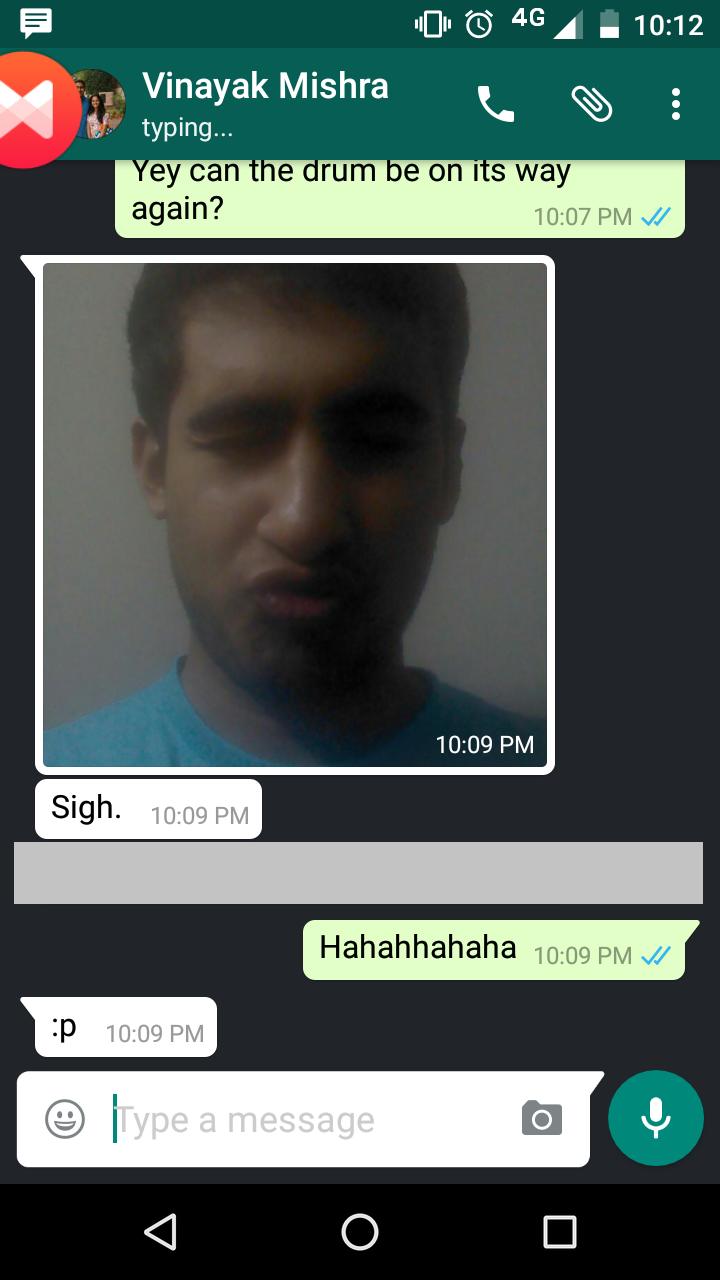 4G 10:12
Vinayak Mishra
typing...
Yey can the drum be on its way
again?
10:07 PM
10:09 PM
Sigh. 10:09 PM
Hahahhahaha 10:09 PM
:p 10:09 PM
Type a message